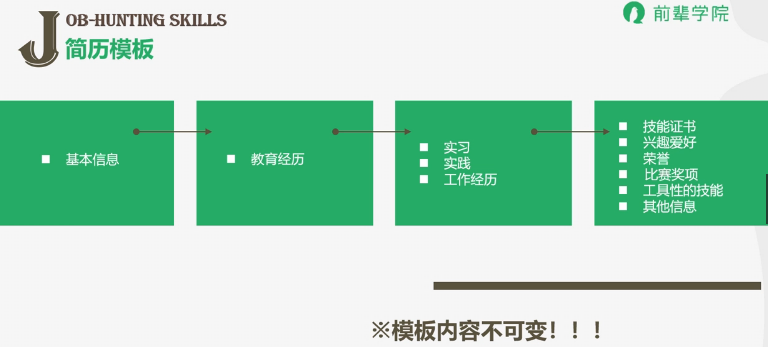 JOB-HUNTING SKILLS
简历模板
前辈学院
基本信息
教育经历
实习
实践
工作经历
技能证书
兴趣爱好
荣誉
比赛奖项
工具性的技能
其他信息
※模板内容不可变！！！